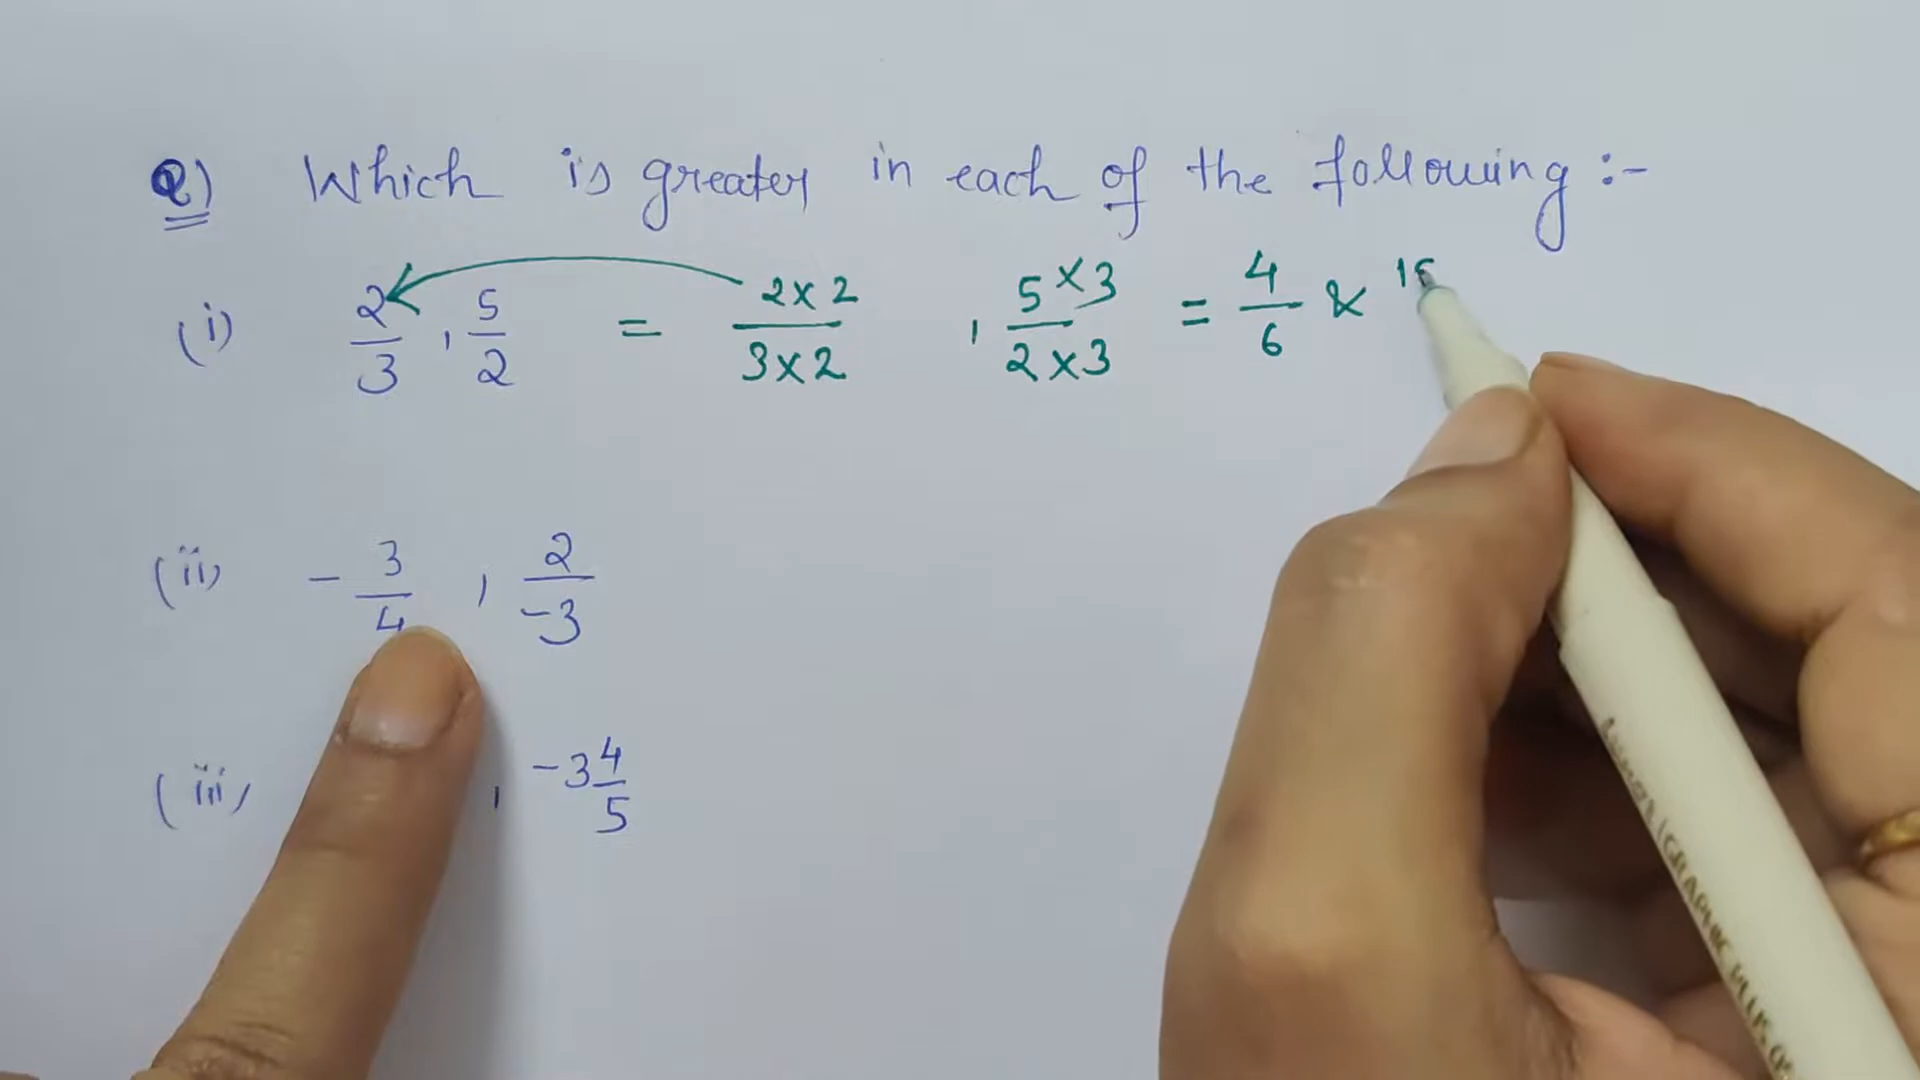 Q) Which is greater in each of the following :-
(i) 2/3 , 5/2 = 2×2/3×2 , 5×3/2×3 = 4/6 & 15
(ii) -3/4 , 2/-3
(iii) , -3 4/5